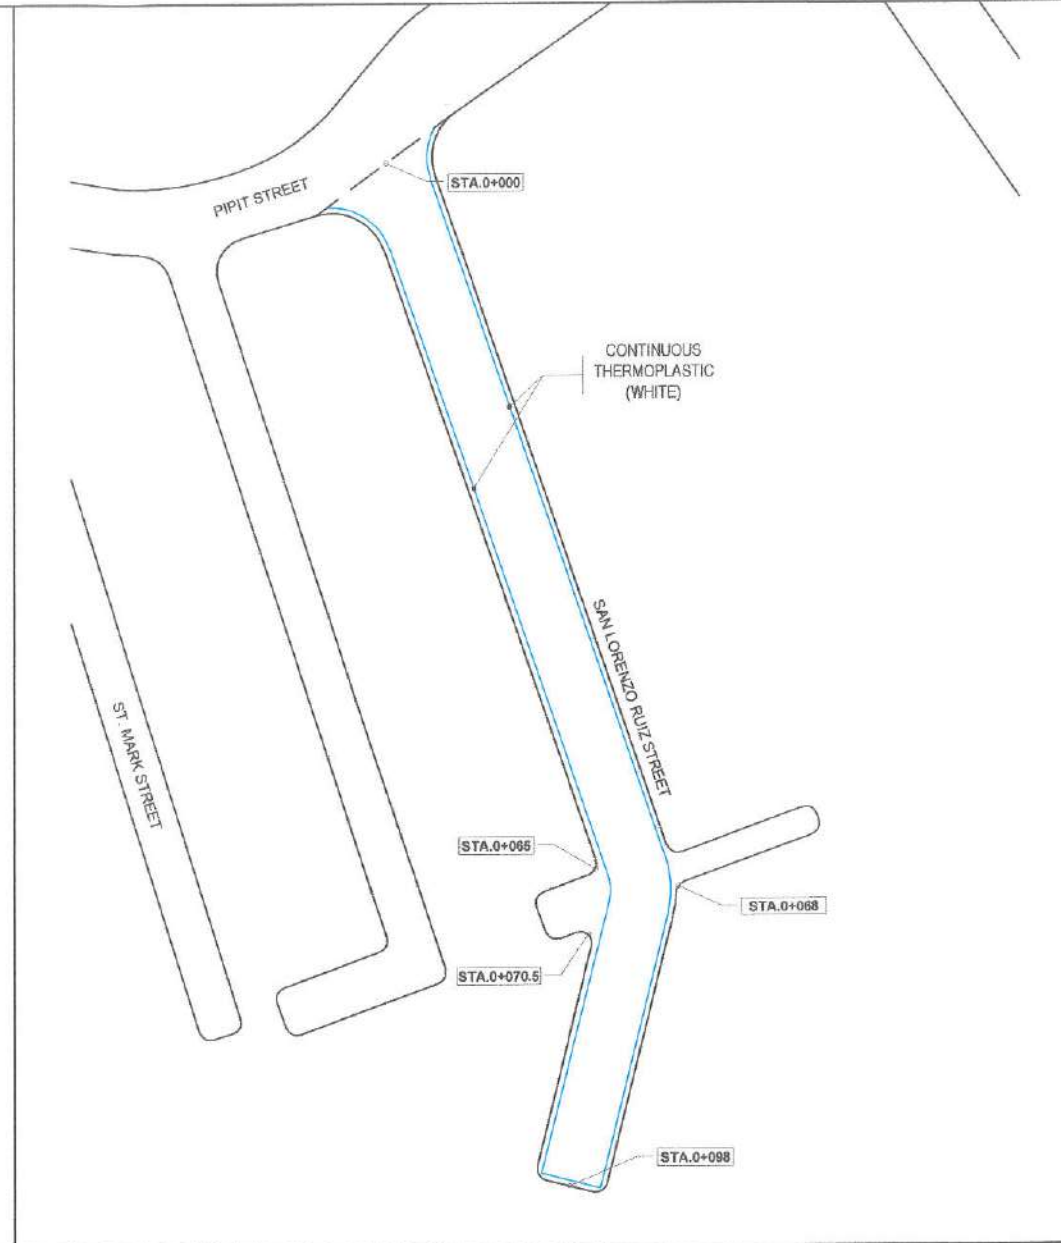 STA.0+000
PIPIT STREET
CONTINUOUS
THERMOPLASTIC
(WHITE)
SAN LORENZO RUIZ STREET
ST. MARK STREET
STA.0+065
STA.0+068
STA.0+070.5
STA.0+098